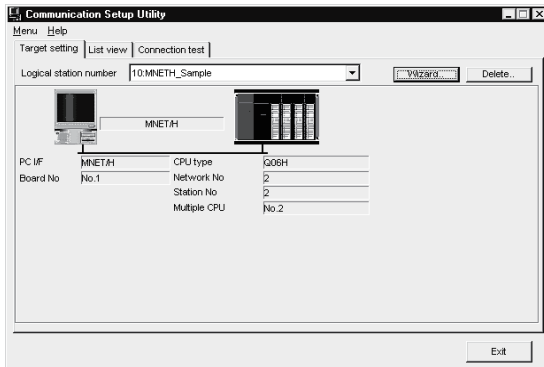 Communication Setup Utility
Menu Help
Target setting List view Connection test
Logical station number 10:MNETH_Sample Wizard... Delete..
MNET/H
PC I/F MNET/H CPU type Q06H
Board No No.1 Network No 2
Station No 2
Multiple CPU No.2
Exit